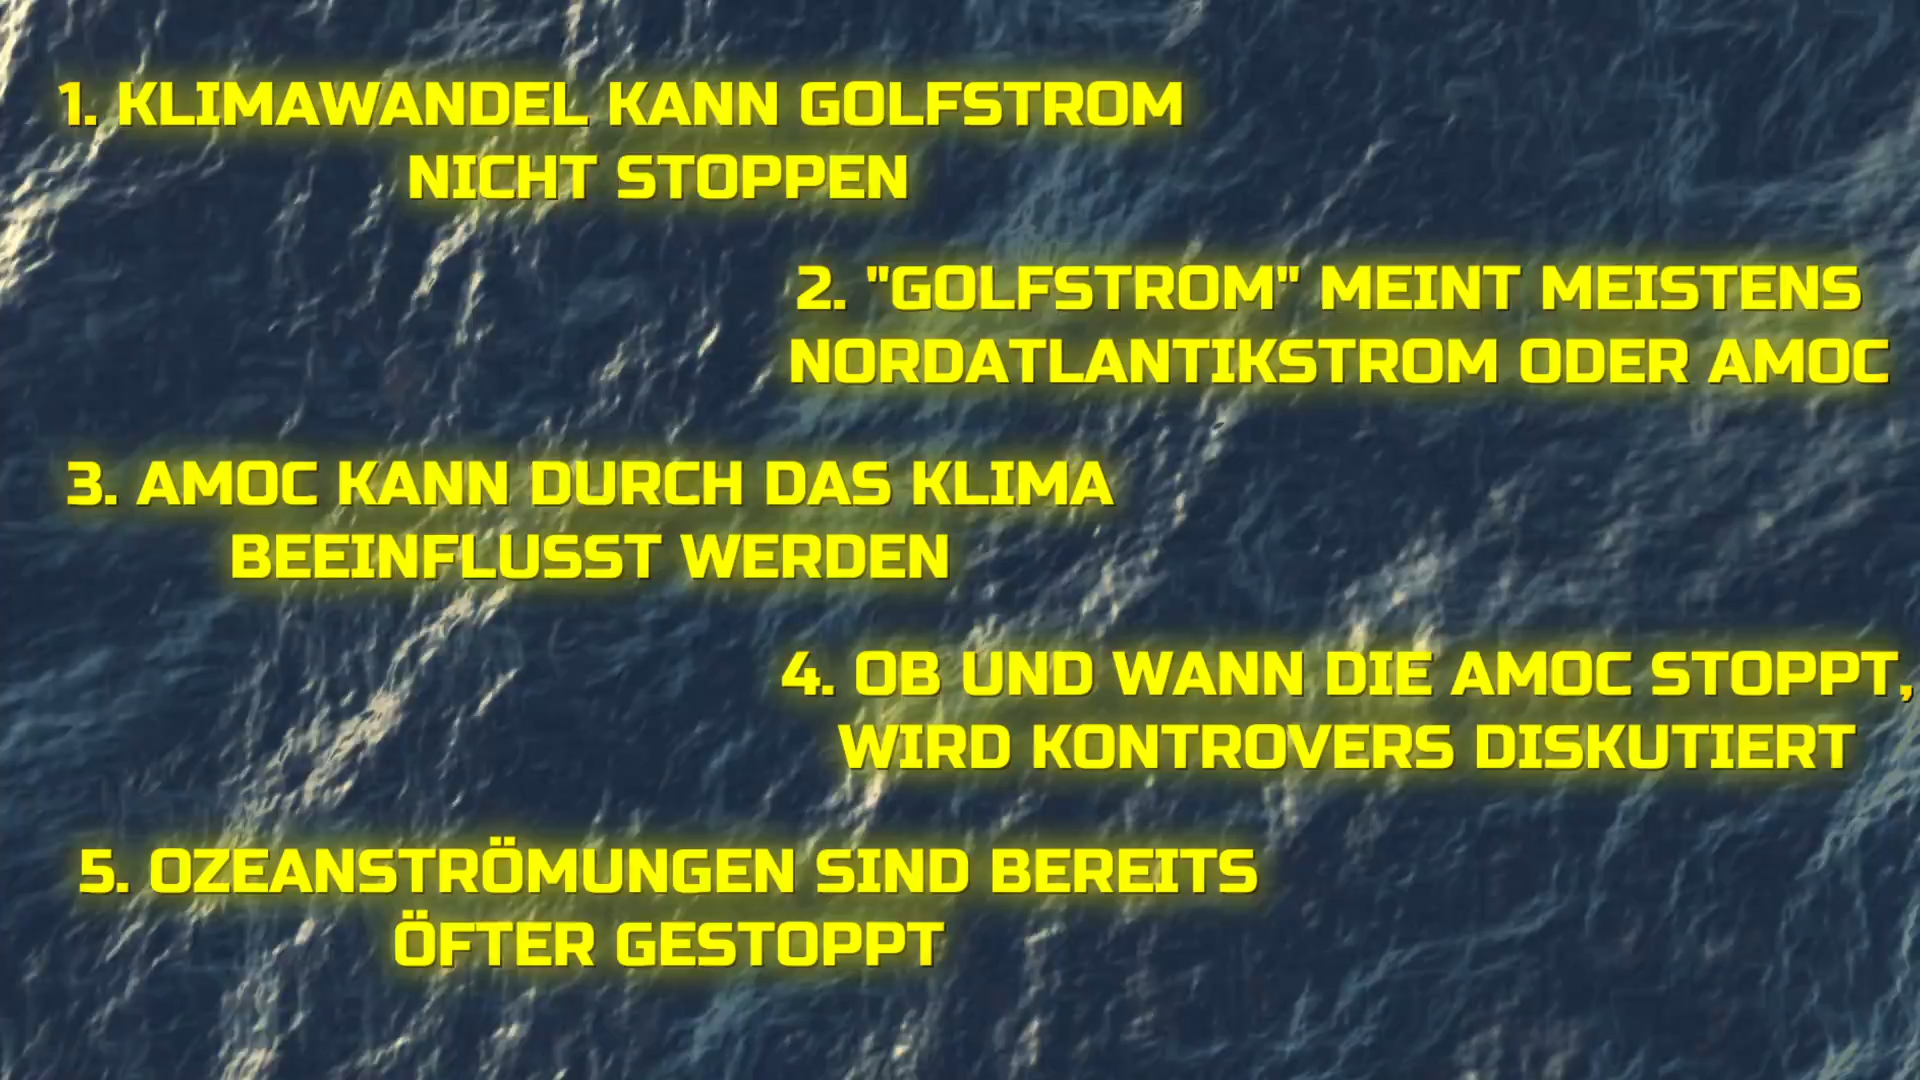 1. KLIMAWANDEL KANN GOLFSTROM
NICHT STOPPEN
2. "GOLFSTROM" MEINT MEISTENS
NORDATLANTIKSTROM ODER AMOC
3. AMOC KANN DURCH DAS KLIMA
BEEINFLUSST WERDEN
4. OB UND WANN DIE AMOC STOPPT,
WIRD KONTROVERS DISKUTIERT
5. OZEANSTRÖMUNGEN SIND BEREITS
ÖFTER GESTOPPT